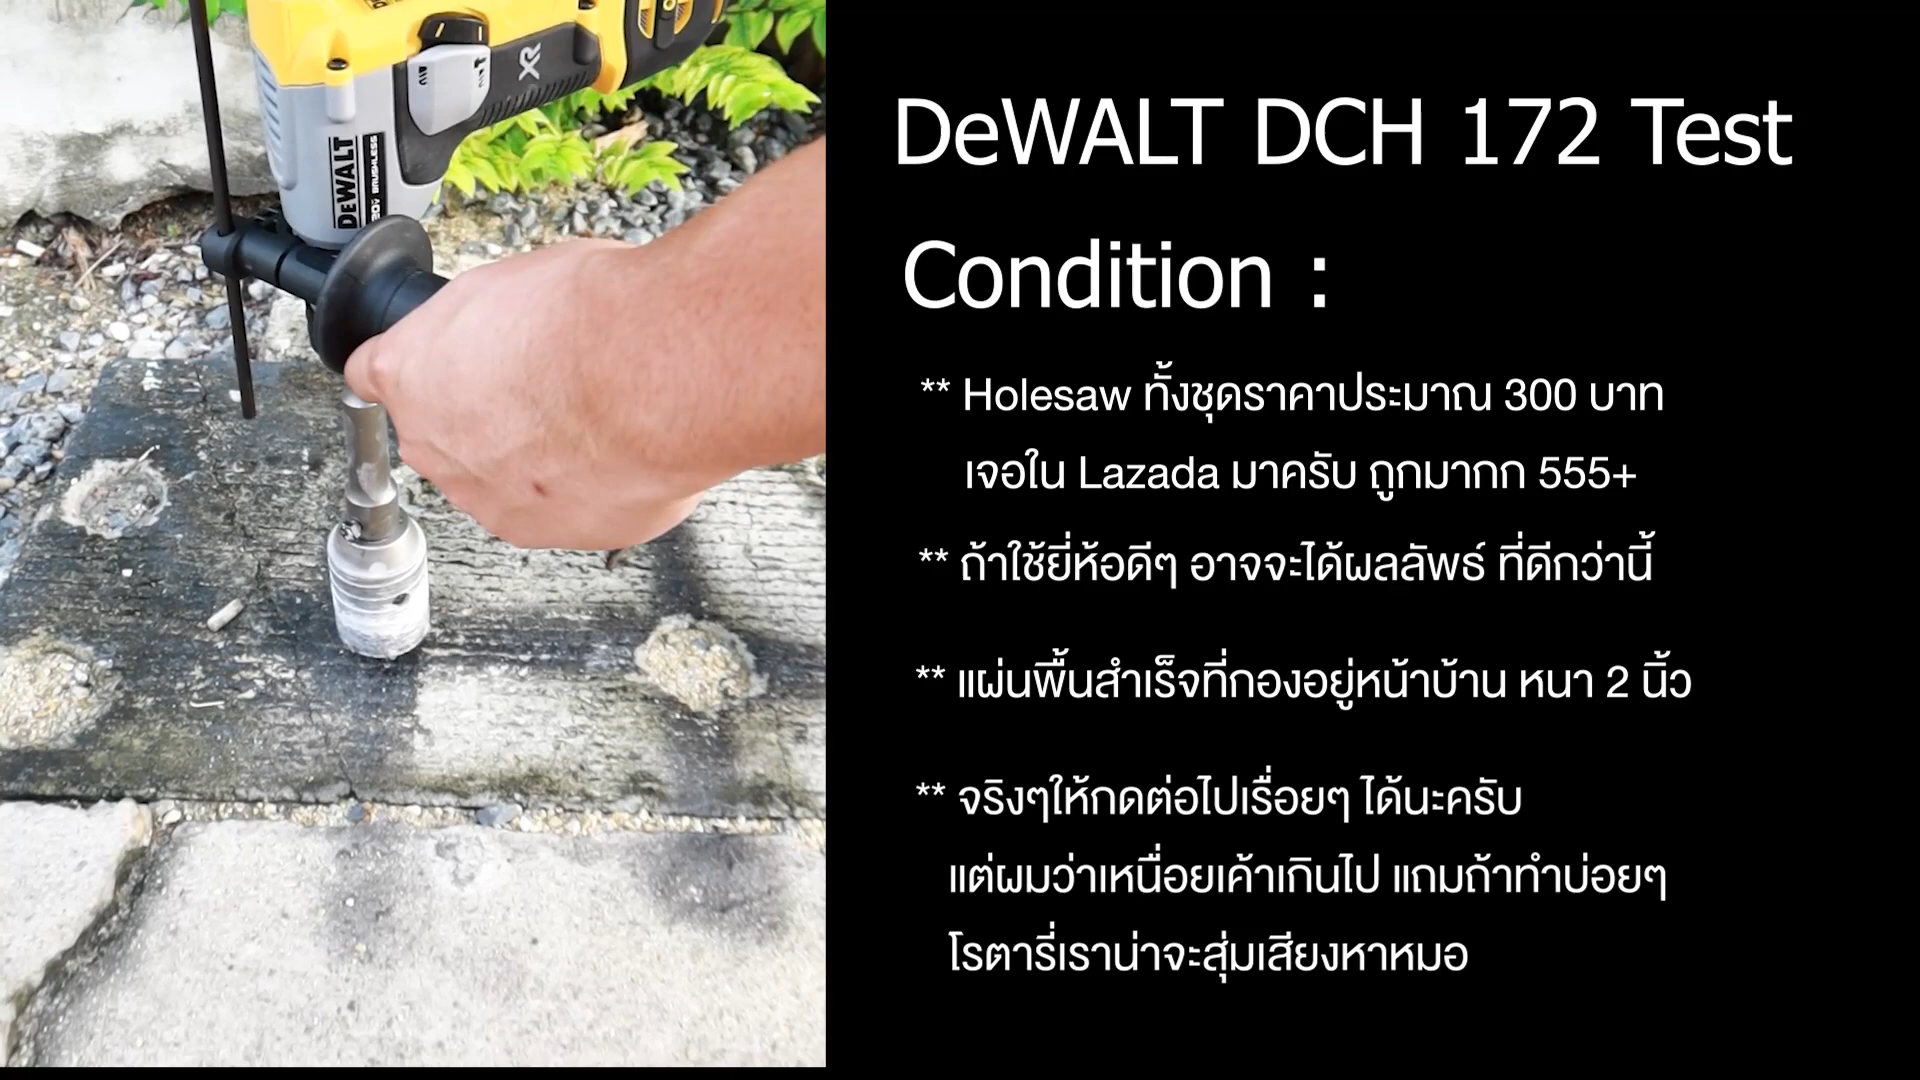 XR
DEWALT
20V BRUSHLESS
DeWALT DCH 172 Test
Condition :
** Holesaw ทั้งชุดราคาประมาณ 300 บาท
เจอใน Lazada มาครับ ถูกมากก 555+
** ถ้าใช้ยี่ห้อดีๆ อาจจะได้ผลลัพธ์ ที่ดีกว่านี้
** แผ่นพื้นสำเร็จที่กองอยู่หน้าบ้าน หนา 2 นิ้ว
** จริงๆให้กดต่อไปเรื่อยๆ ได้นะครับ
แต่ผมว่าเหนื่อยเค้าเกินไป แถมถ้าทำบ่อยๆ
โรตารี่เราน่าจะสุ่มเสียงหาหมอ